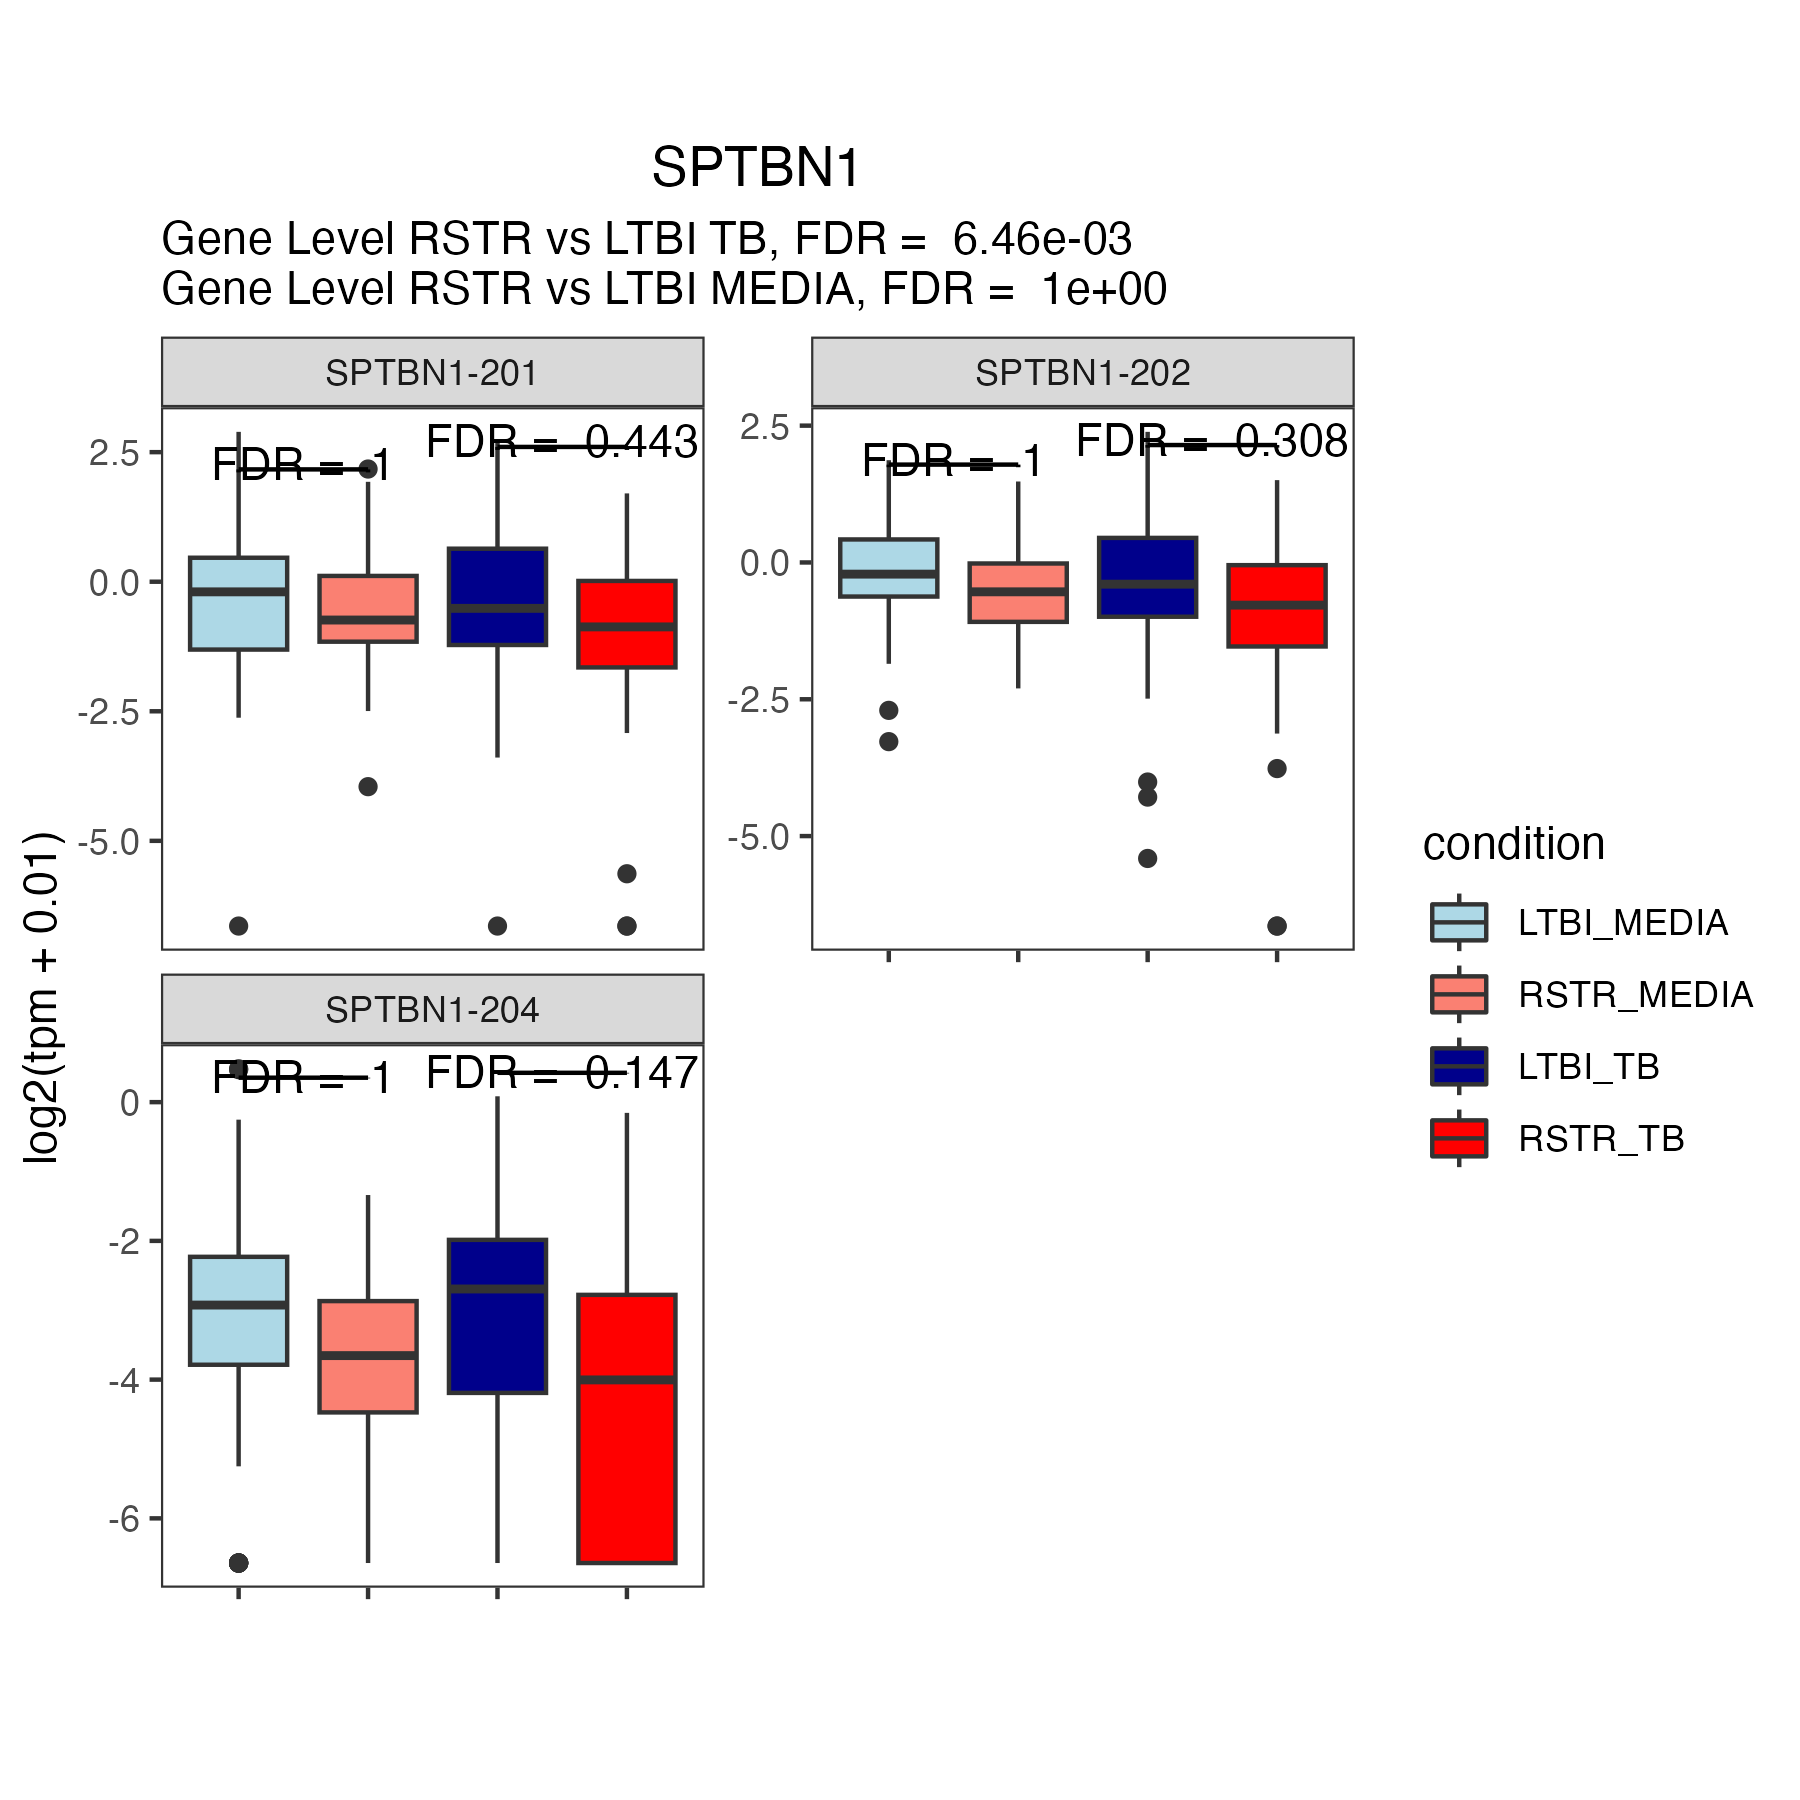 SPTBN1
Gene Level RSTR vs LTBI TB, FDR = 6.46e-03
Gene Level RSTR vs LTBI MEDIA, FDR = 1e+00
SPTBN1-201
FDR = 1
FDR = 0.443
2.5
0.0
-2.5
-5.0
SPTBN1-202
FDR = 1
FDR = 0.308
2.5
0.0
-2.5
-5.0
SPTBN1-204
FDR = 1
FDR = 0.147
0
-2
-4
-6
log2(tpm + 0.01)
condition
LTBI_MEDIA
RSTR_MEDIA
LTBI_TB
RSTR_TB